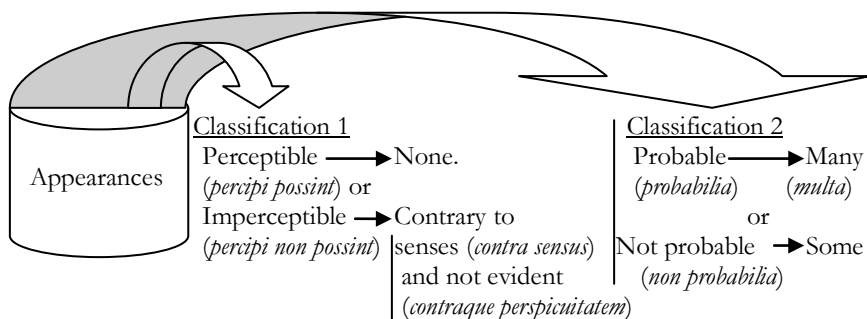 Appearances
Classification 1
Perceptible None.
(percipi possint) or
Imperceptible Contrary to
(percipi non possint) senses (contra sensus)
and not evident
(contraque perspicuitatem)
Classification 2
Probable Many
(probabilia) (multa)
or
Not probable Some
(non probabilia)